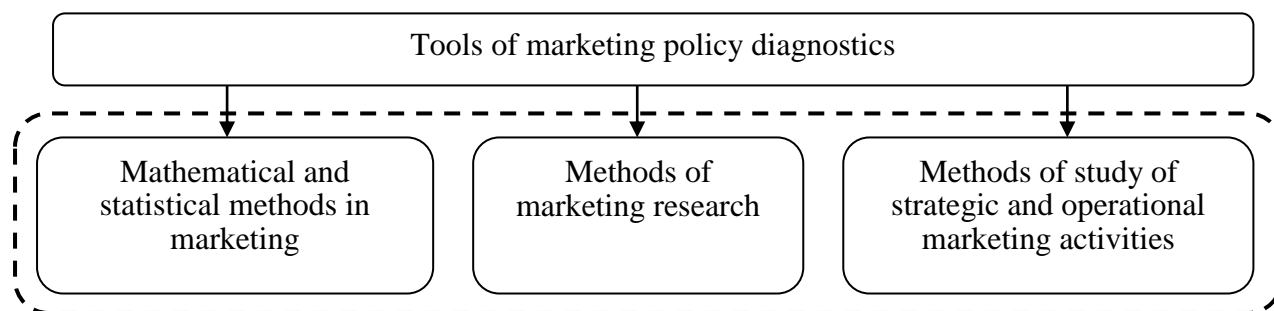 Tools of marketing policy diagnostics
Mathematical and
statistical methods in
marketing
Methods of
marketing research
Methods of study of
strategic and operational
marketing activities